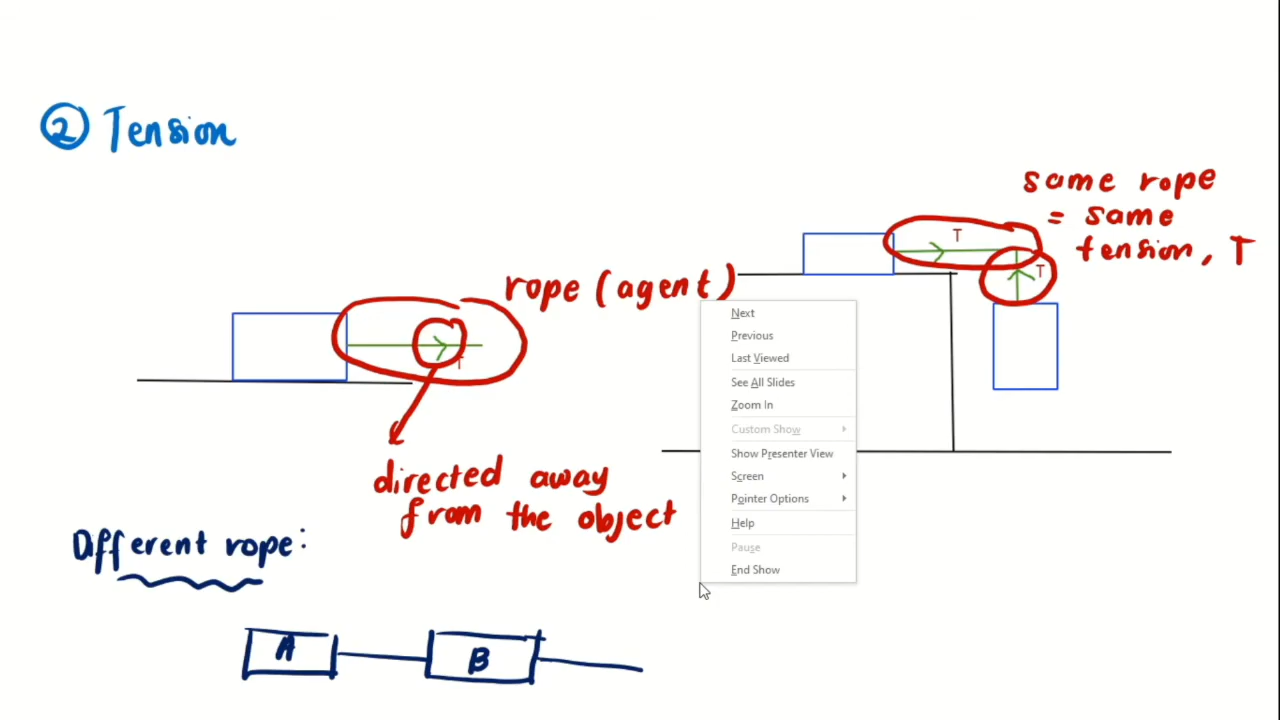 ② Tension
same rope
= same
tension, T
T
T
rope (agent)
T
directed away
from the object
Next
Previous
Last Viewed
See All Slides
Zoom In
Custom Show
Show Presenter View
Screen
Pointer Options
Help
Pause
End Show
Different rope:
A
B